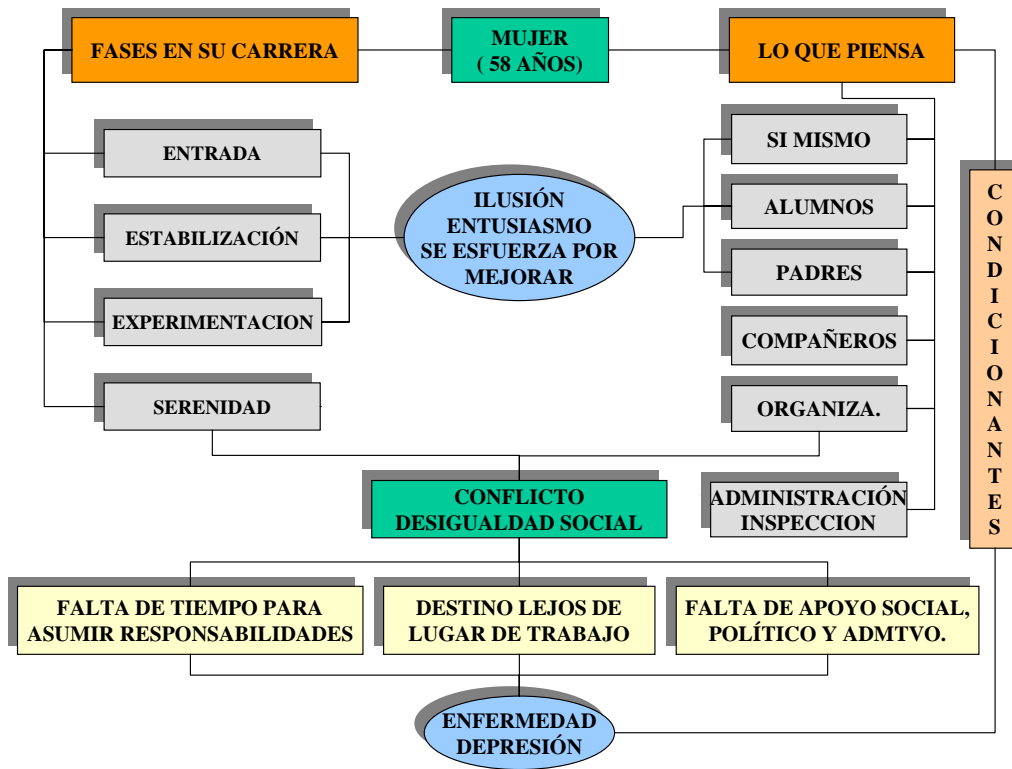 FASES EN SU CARRERA
MUJER
( 58 AÑOS)
LO QUE PIENSA
ENTRADA
ESTABILIZACIÓN
EXPERIMENTACION
SERENIDAD
ILUSIÓN
ENTUSIASMO
SE ESFUERZA POR
MEJORAR
SI MISMO
ALUMNOS
PADRES
COMPAÑEROS
ORGANIZA.
ADMINISTRACIÓN
INSPECCION
CONDICIONANTES
CONFLICTO
DESIGUALDAD SOCIAL
FALTA DE TIEMPO PARA
ASUMIR RESPONSABILIDADES
DESTINO LEJOS DE
LUGAR DE TRABAJO
FALTA DE APOYO SOCIAL,
POLÍTICO Y ADMTVO.
ENFERMEDAD
DEPRESIÓN